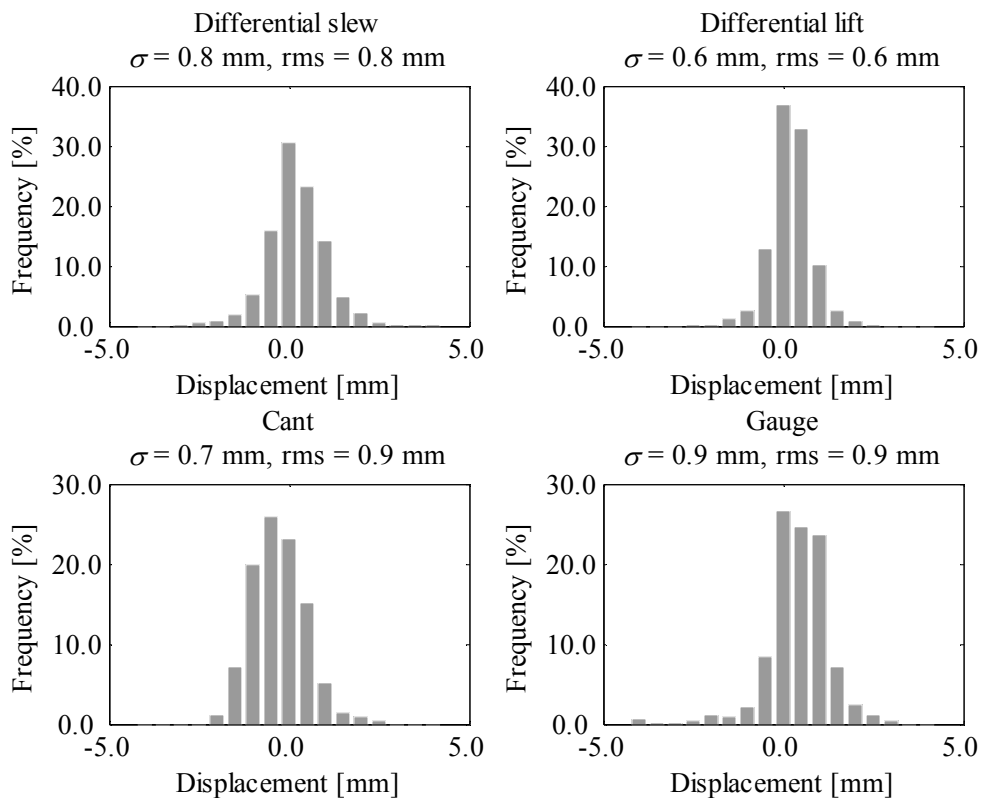 Differential slew
σ = 0.8 mm, rms = 0.8 mm
40.0
30.0
20.0
10.0
0.0
Frequency [%]
-5.0 0.0 5.0
Displacement [mm]
Differential lift
σ = 0.6 mm, rms = 0.6 mm
40.0
30.0
20.0
10.0
0.0
Frequency [%]
-5.0 0.0 5.0
Displacement [mm]
Cant
σ = 0.7 mm, rms = 0.9 mm
30.0
20.0
10.0
0.0
Frequency [%]
-5.0 0.0 5.0
Displacement [mm]
Gauge
σ = 0.9 mm, rms = 0.9 mm
30.0
20.0
10.0
0.0
Frequency [%]
-5.0 0.0 5.0
Displacement [mm]